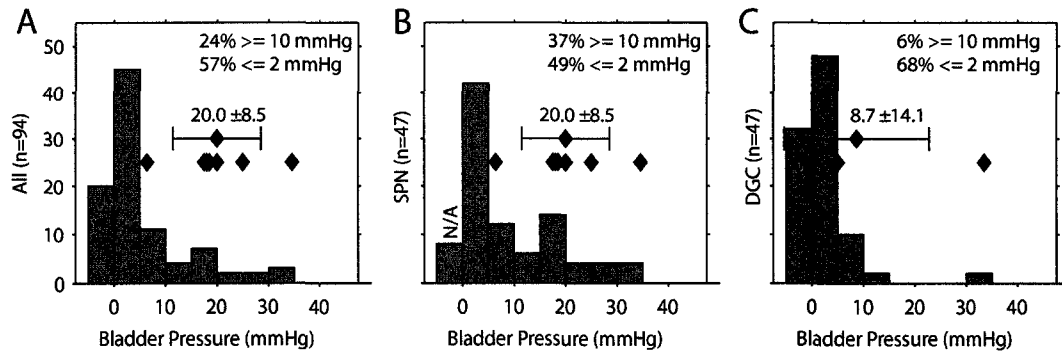 A
24% >= 10 mmHg
57% <= 2 mmHg
20.0 ±8.5
All (n=94)
50
40
30
20
10
0
0 10 20 30 40
Bladder Pressure (mmHg)
B
37% >= 10 mmHg
49% <= 2 mmHg
20.0 ±8.5
SPN (n=47)
N/A
0 10 20 30 40
Bladder Pressure (mmHg)
C
6% >= 10 mmHg
68% <= 2 mmHg
8.7 ±14.1
DGC (n=47)
0 10 20 30 40
Bladder Pressure (mmHg)